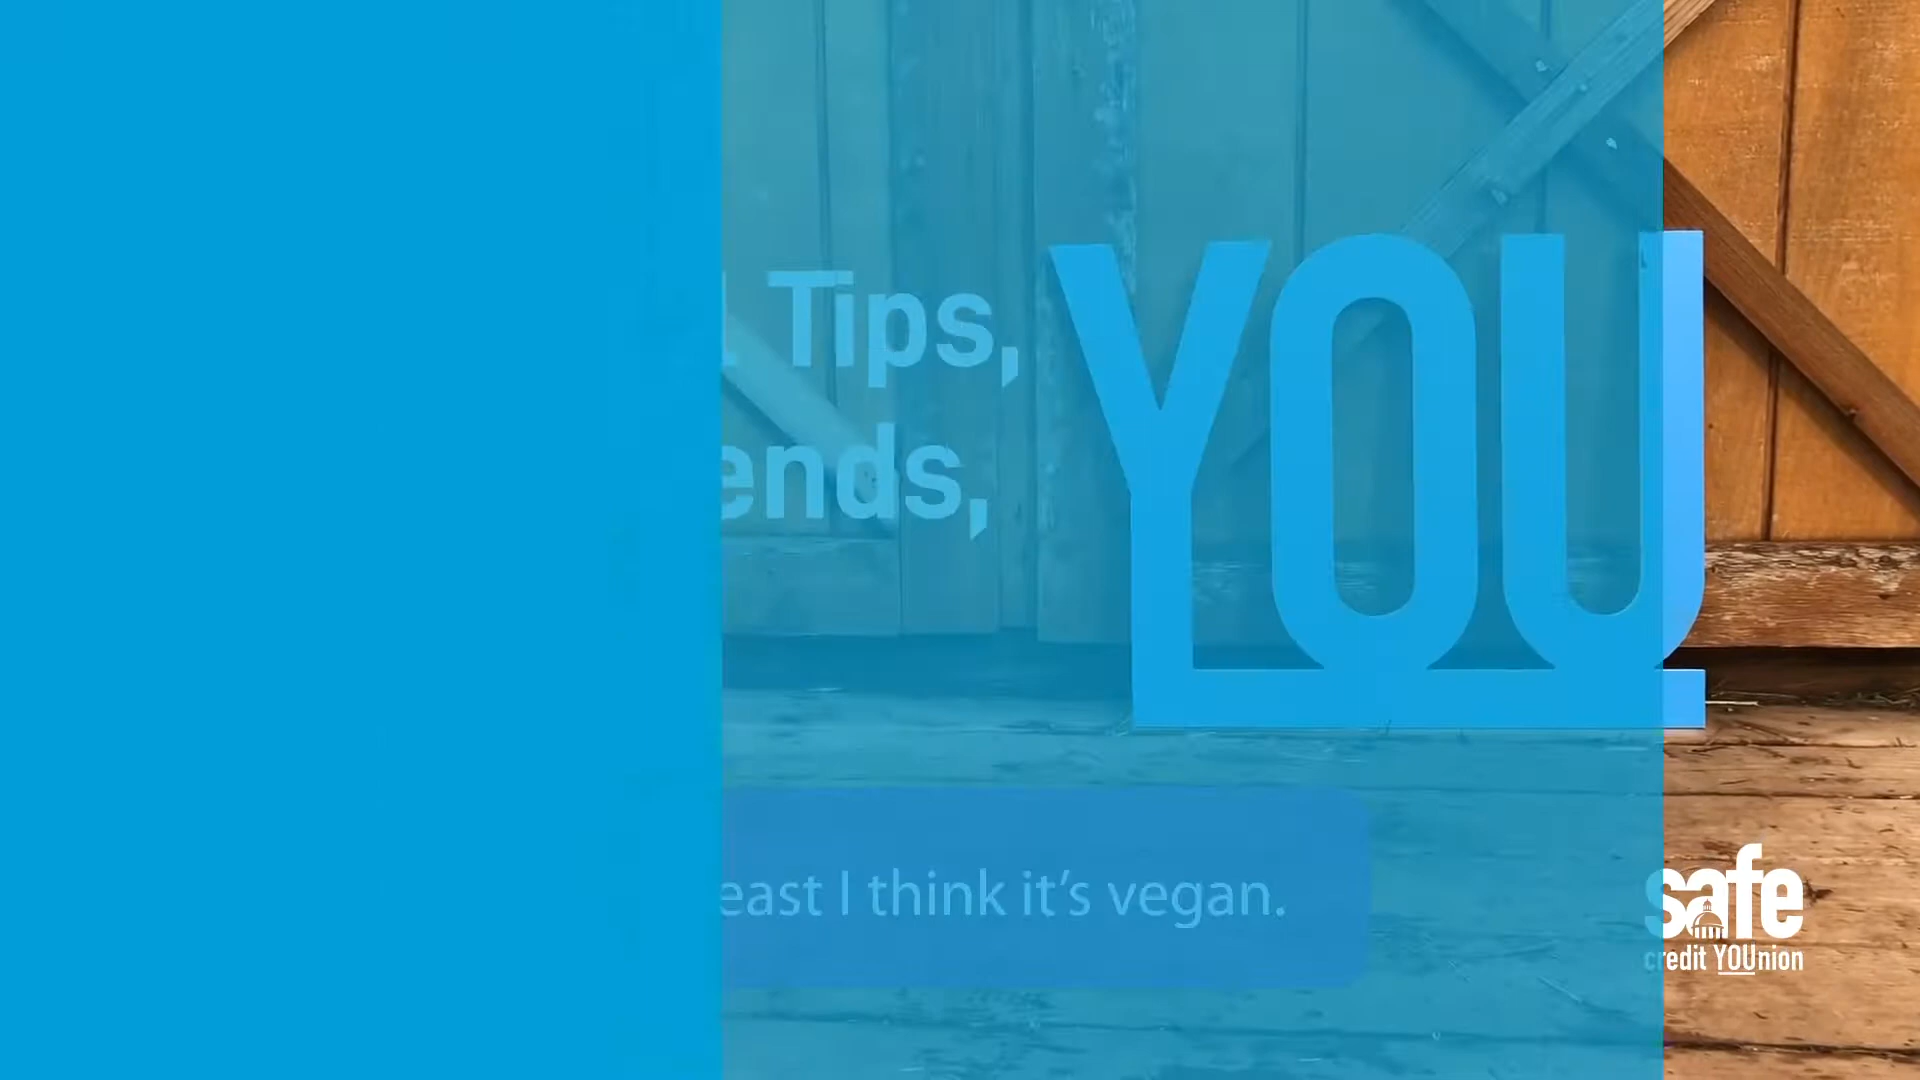 Tips,
YOU
ends,
east I think it's vegan.
safe
credit YOUnion